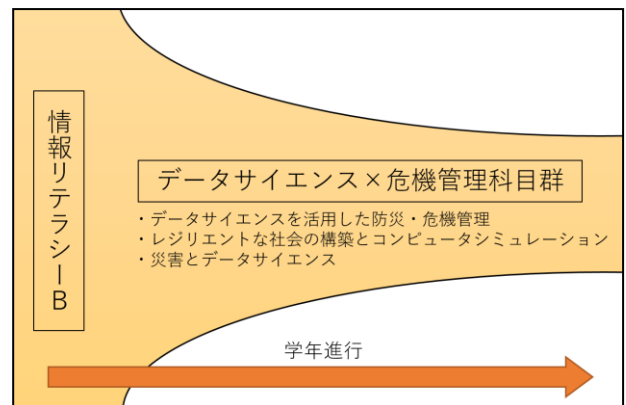 情報リテラシーB
データサイエンス×危機管理科目群
・データサイエンスを活用した防災・危機管理
・レジリエントな社会の構築とコンピュータシミュレーション
・災害とデータサイエンス
学年進行